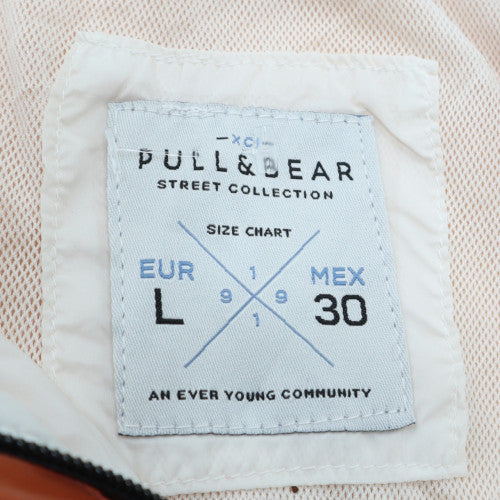 XCI
PULL&BEAR
STREET COLLECTION
SIZE CHART
EUR L
MEX 30
1
9 9
1
AN EVER YOUNG COMMUNITY